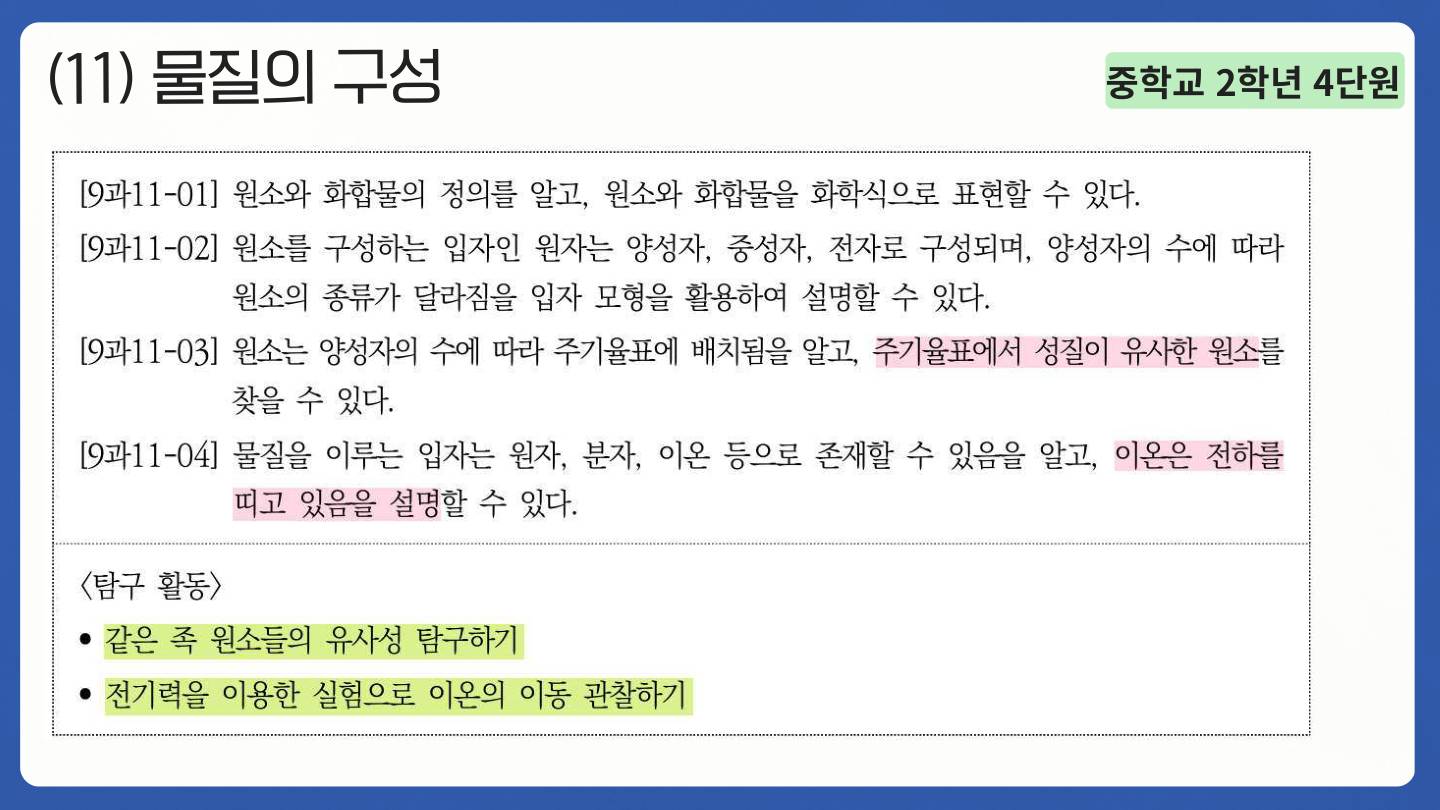 (11) 물질의 구성
중학교 2학년 4단원
[9과11-01] 원소와 화합물의 정의를 알고, 원소와 화합물을 화학식으로 표현할 수 있다.
[9과11-02] 원소를 구성하는 입자인 원자는 양성자, 중성자, 전자로 구성되며, 양성자의 수에 따라
원소의 종류가 달라짐을 입자 모형을 활용하여 설명할 수 있다.
[9과11-03] 원소는 양성자의 수에 따라 주기율표에 배치됨을 알고, 주기율표에서 성질이 유사한 원소를
찾을 수 있다.
[9과11-04] 물질을 이루는 입자는 원자, 분자, 이온 등으로 존재할 수 있음을 알고, 이온은 전하를
띠고 있음을 설명할 수 있다.
〈탐구 활동〉
• 같은 족 원소들의 유사성 탐구하기
• 전기력을 이용한 실험으로 이온의 이동 관찰하기